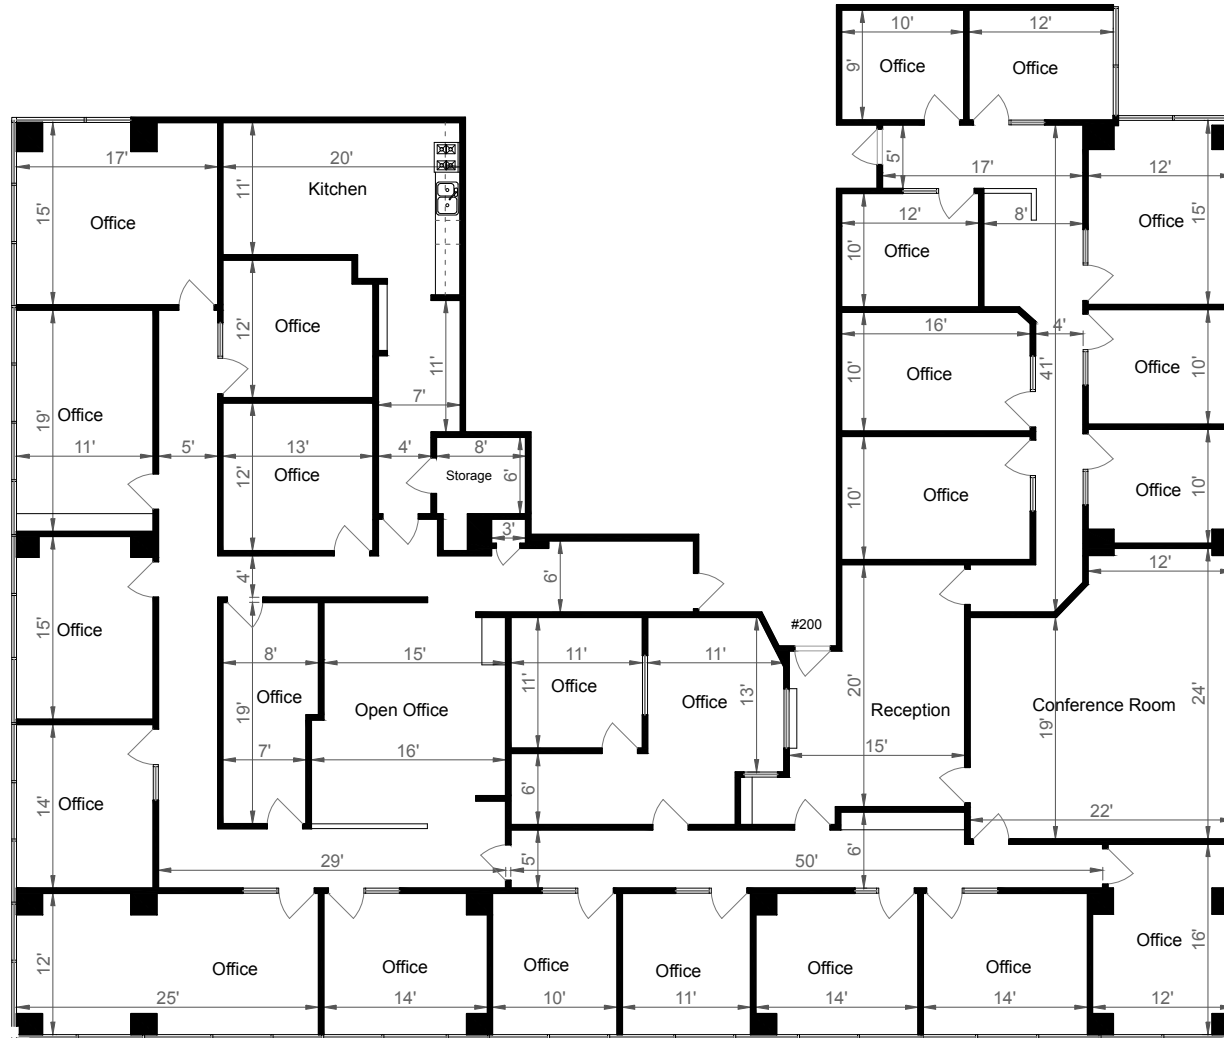 10'
12'
9'
Office
Office
17'
20'
11'
Kitchen
15'
Office
5'
17'
12'
12'
8'
15'
Office
10'
Office
12'
Office
11'
16'
4'
10'
Office
41'
Office
10'
7'
19'
Office
11'
5'
13'
4'
8'
12'
Office
Storage
6'
10'
Office
Office
10'
3'
4'
6'
12'
15'
Office
#200
8'
15'
11'
11'
11'
13'
20'
19'
24'
Office
Office
Office
19'
Open Office
Reception
Conference Room
7'
16'
15'
14'
Office
6'
22'
29'
5'
50'
6'
12'
Office
Office
Office
Office
Office
Office
Office
16'
25'
14'
10'
11'
14'
14'
12'